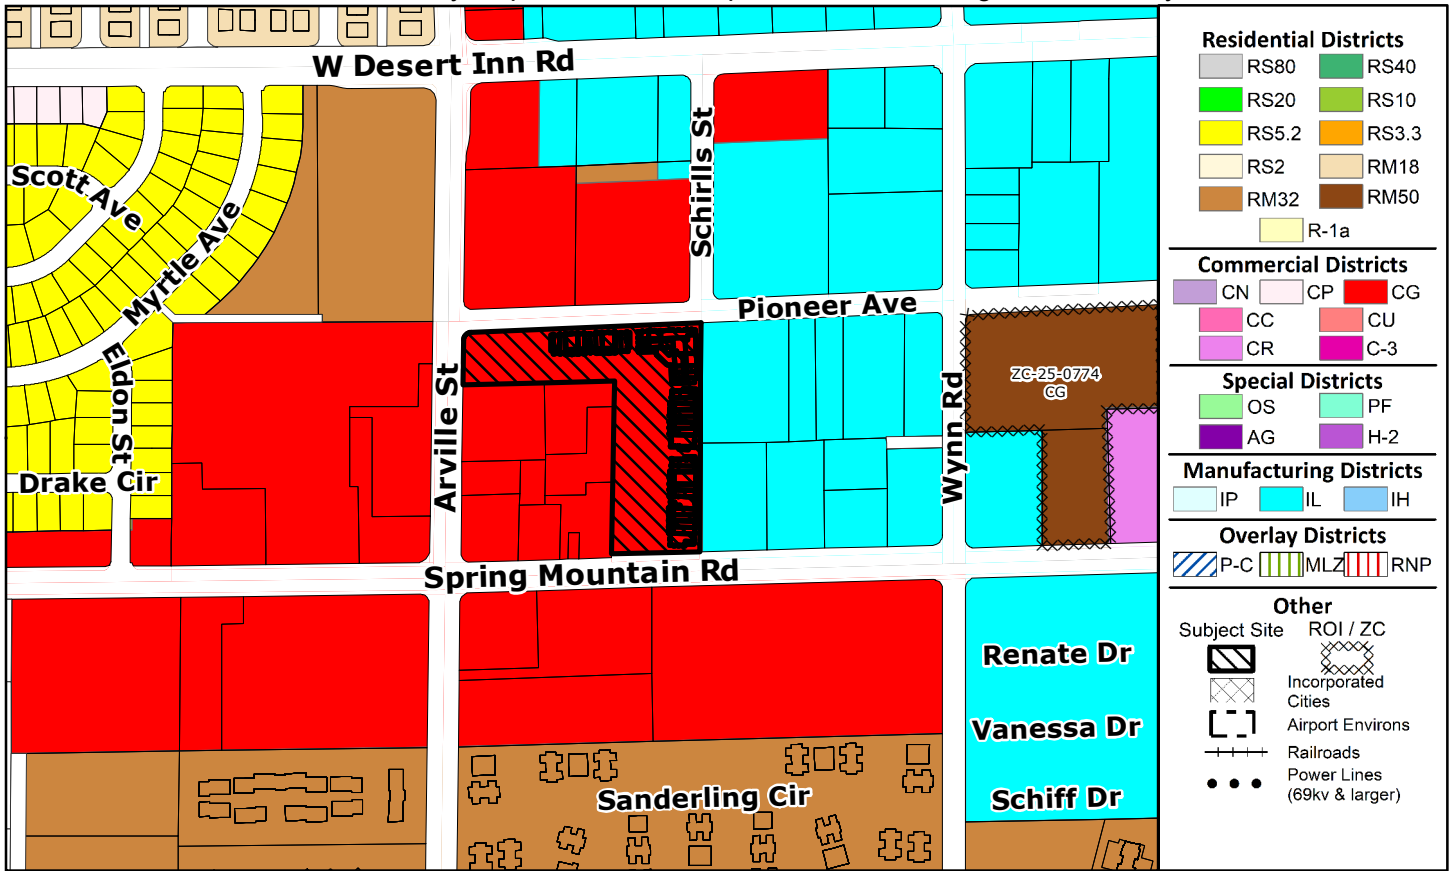 W Desert Inn Rd
Scott Ave
Myrtle Ave
Schirlls St
Pioneer Ave
Eldon St
Arville St
Wynn Rd
ZC-25-0774
CG
Drake Cir
Spring Mountain Rd
Renate Dr
Vanessa Dr
Sanderling Cir
Schiff Dr
Residential Districts
RS80 RS40
RS20 RS10
RS5.2 RS3.3
RS2 RM18
RM32 RM50
R-1a
Commercial Districts
CN CP CG
CC CU
CR C-3
Special Districts
OS PF
AG H-2
Manufacturing Districts
IP IL IH
Overlay Districts
P-C MLZ RNP
Other
Subject Site ROI / ZC
Incorporated
Cities
Airport Environs
Railroads
Power Lines
(69kv & larger)